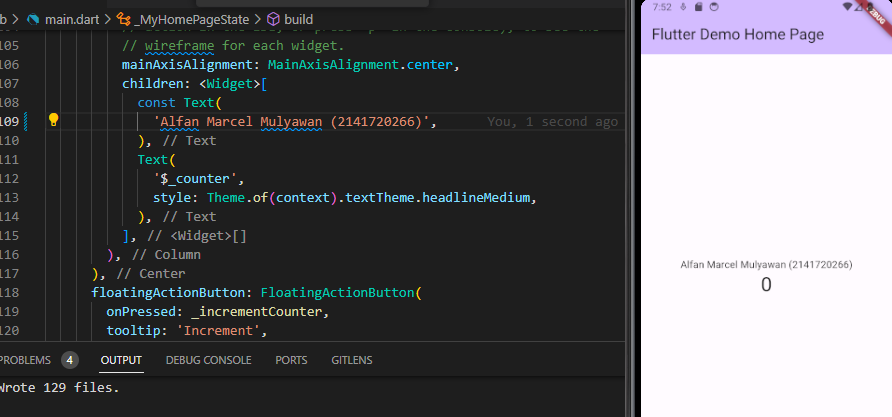 b > main.dart > _MyHomePageState > build
105 // wireframe for each widget.
106 mainAxisAlignment: MainAxisAlignment.center,
107 children: <Widget>[
108 const Text(
109 'Alfan Marcel Mulyawan (2141720266)', You, 1 second ago
110 ), // Text
111 Text(
112 '$_counter',
113 style: Theme.of(context).textTheme.headlineMedium,
114 ), // Text
115 ], // <Widget>[]
116 ), // Column
117 ), // Center
118 floatingActionButton: FloatingActionButton(
119 onPressed: _incrementCounter,
120 tooltip: 'Increment',
PROBLEMS 4 OUTPUT DEBUG CONSOLE PORTS GITLENS
Wrote 129 files.
7:52
Flutter Demo Home Page
Alfan Marcel Mulyawan (2141720266)
0